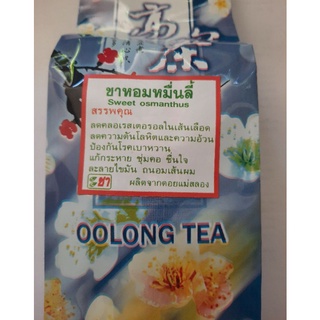 高
茶
ชาหอมหมื่นลี้
Sweet osmanthus
สรรพคุณ
ลดคลอเรสเตอรอลในเส้นเลือด
ลดความดันโลหิตและความอ้วน
ป้องกันโรคเบาหวาน
แก้กระหาย ชุ่มคอ ชื่นใจ
ละลายไขมัน ถนอมเส้นผม
ชา ผลิตจากดอยแม่สลอง
OOLONG TEA